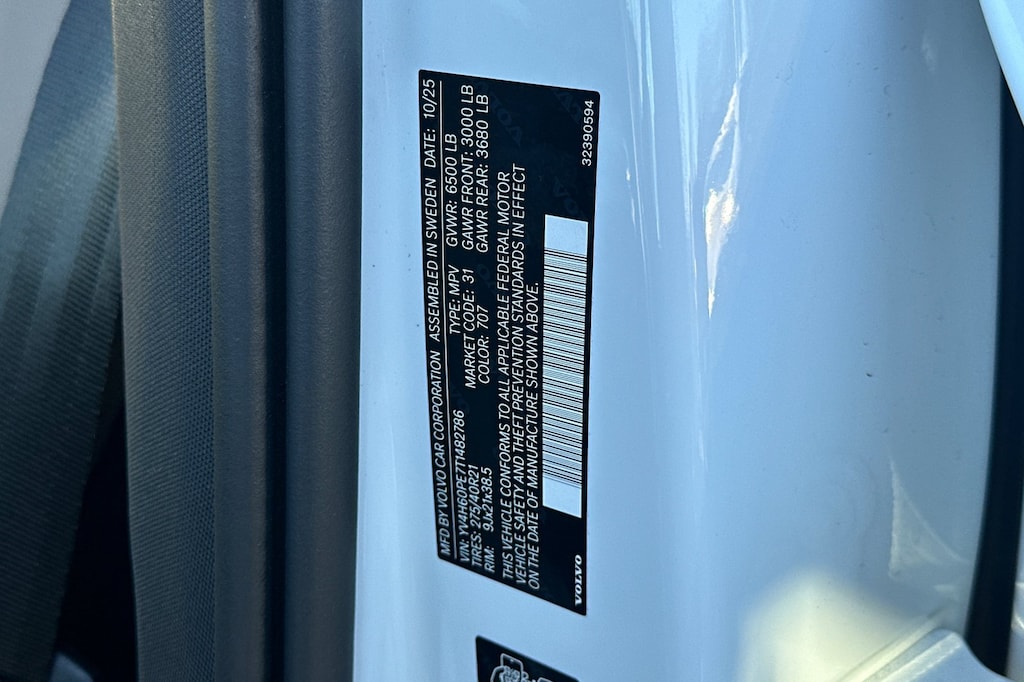 MFD BY VOLVO CAR CORPORATION ASSEMBLED IN SWEDEN DATE: 10/25
VIN: YV4H60PE7T1482786 TYPE: MPV GVWR: 6500 LB
TIRES: 275/40R21 MARKET CODE: 31 GAWR FRONT: 3000 LB
RIM: 9Jx21x38.5 COLOR: 707 GAWR REAR: 3680 LB
THIS VEHICLE CONFORMS TO ALL APPLICABLE FEDERAL MOTOR
VEHICLE SAFETY AND THEFT PREVENTION STANDARDS IN EFFECT
ON THE DATE OF MANUFACTURE SHOWN ABOVE.
VOLVO 32390594